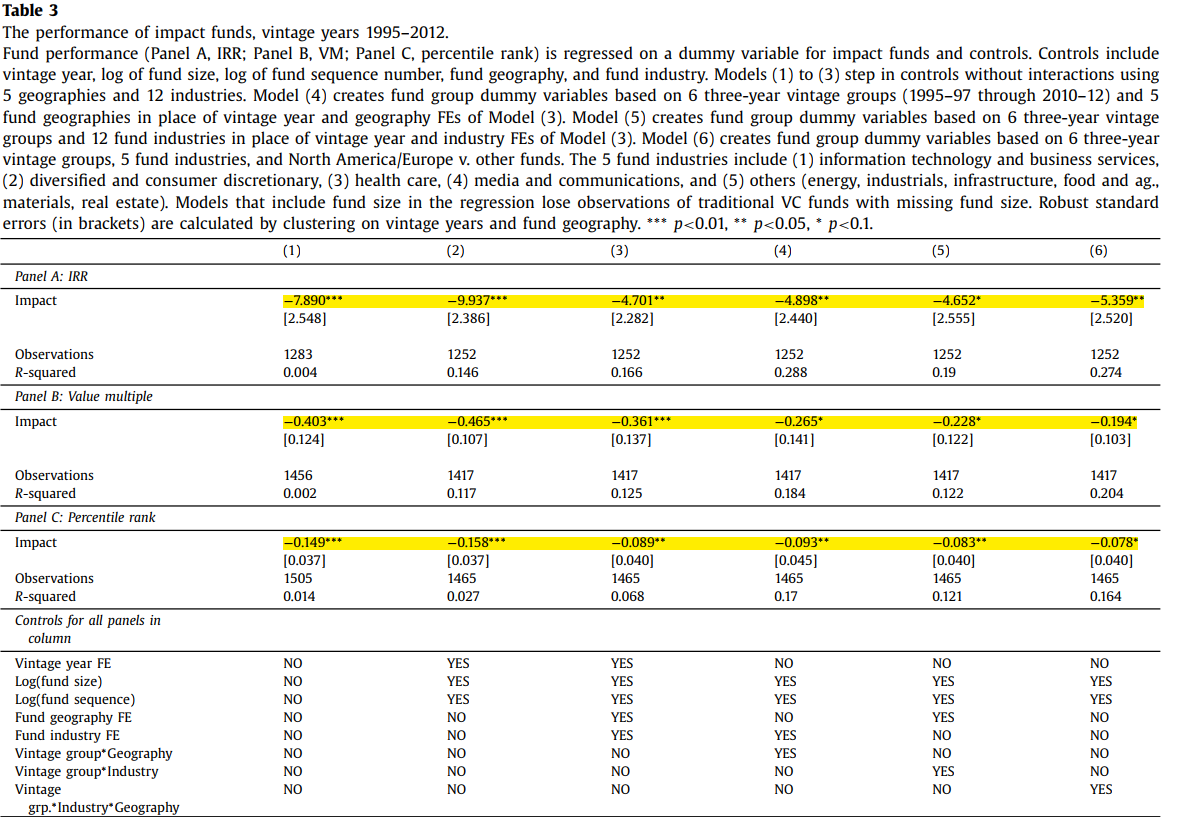 Table 3
The performance of impact funds, vintage years 1995–2012.
Fund performance (Panel A, IRR; Panel B, VM; Panel C, percentile rank) is regressed on a dummy variable for impact funds and controls. Controls include
vintage year, log of fund size, log of fund sequence number, fund geography, and fund industry. Models (1) to (3) step in controls without interactions using
5 geographies and 12 industries. Model (4) creates fund group dummy variables based on 6 three-year vintage groups (1995–97 through 2010–12) and 5
fund geographies in place of vintage year and geography FEs of Model (3). Model (5) creates fund group dummy variables based on 6 three-year vintage
groups and 12 fund industries in place of vintage year and industry FEs of Model (3). Model (6) creates fund group dummy variables based on 6 three-year
vintage groups, 5 fund industries, and North America/Europe v. other funds. The 5 fund industries include (1) information technology and business services,
(2) diversified and consumer discretionary, (3) health care, (4) media and communications, and (5) others (energy, industrials, infrastructure, food and ag.,
materials, real estate). Models that include fund size in the regression lose observations of traditional VC funds with missing fund size. Robust standard
errors (in brackets) are calculated by clustering on vintage years and fund geography. *** p<0.01, ** p<0.05, * p<0.1.
(1) (2) (3) (4) (5) (6)
Panel A: IRR
Impact −7.890*** −9.937*** −4.701** −4.898** −4.652* −5.359**
[2.548] [2.386] [2.282] [2.440] [2.555] [2.520]
Observations 1283 1252 1252 1252 1252 1252
R-squared 0.004 0.146 0.166 0.288 0.19 0.274
Panel B: Value multiple
Impact −0.403*** −0.465*** −0.361*** −0.265* −0.228* −0.194*
[0.124] [0.107] [0.137] [0.141] [0.122] [0.103]
Observations 1456 1417 1417 1417 1417 1417
R-squared 0.002 0.117 0.125 0.184 0.122 0.204
Panel C: Percentile rank
Impact −0.149*** −0.158*** −0.089** −0.093** −0.083** −0.078*
[0.037] [0.037] [0.040] [0.045] [0.040] [0.040]
Observations 1505 1465 1465 1465 1465 1465
R-squared 0.014 0.027 0.068 0.17 0.121 0.164
Controls for all panels in
column
Vintage year FE NO YES YES NO NO NO
Log(fund size) NO YES YES YES YES YES
Log(fund sequence) NO YES YES YES YES YES
Fund geography FE NO NO YES NO YES NO
Fund industry FE NO NO YES YES NO NO
Vintage group*Geography NO NO NO YES NO NO
Vintage group*Industry NO NO NO NO YES NO
Vintage NO NO NO NO NO YES
grp.*Industry*Geography